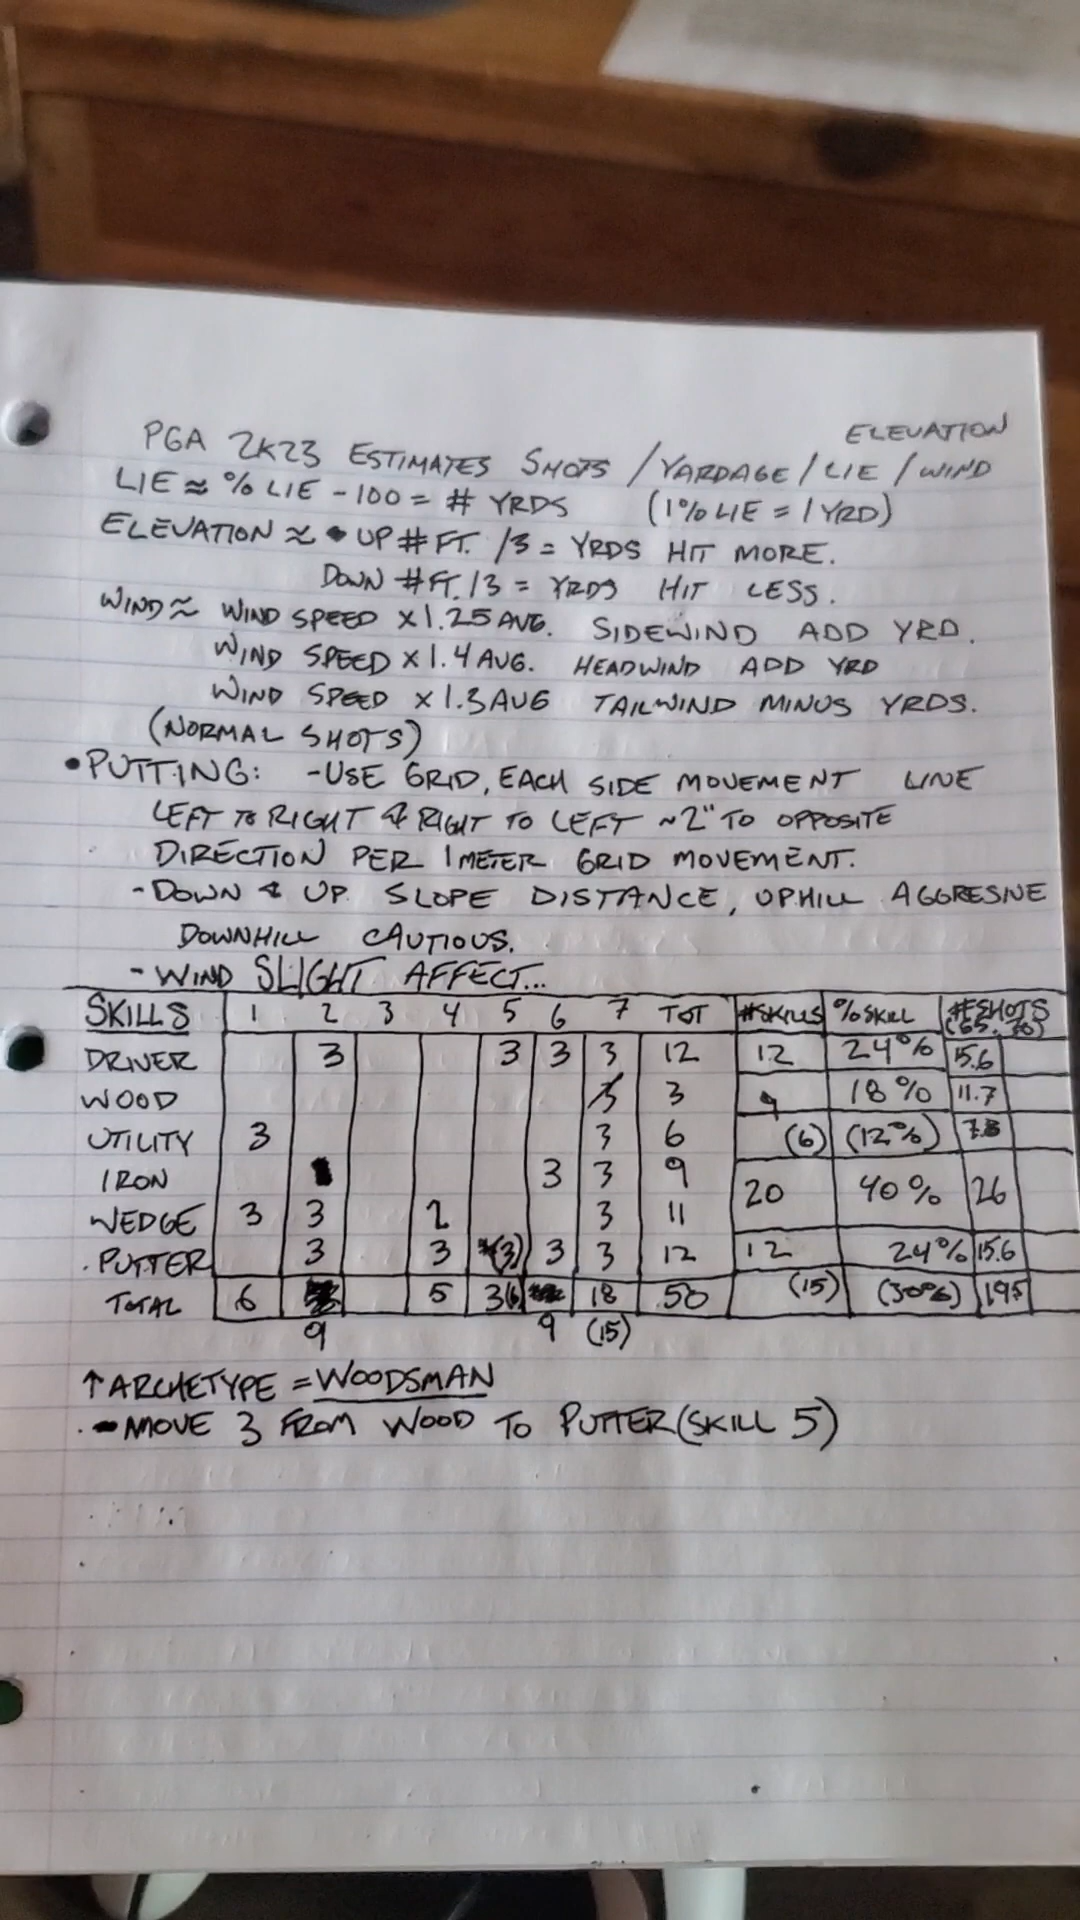 ELEVATION
PGA 2K23 ESTIMATES SHOTS / YARDAGE / LIE / WIND
LIE ≈ % LIE - 100 = # YRDS (1% LIE = 1 YRD)
ELEVATION ≈ UP # FT. /3 = YRDS HIT MORE.
DOWN # FT. /3 = YRDS HIT LESS.
WIND ≈ WIND SPEED X 1.25 AVG. SIDEWIND ADD YRD.
WIND SPEED X 1.4 AVG. HEADWIND ADD YRD
WIND SPEED X 1.3 AVG TAILWIND MINUS YRDS.
(NORMAL SHOTS)
• PUTTING: - USE GRID, EACH SIDE MOVEMENT LINE
LEFT TO RIGHT & RIGHT TO LEFT ~2" TO OPPOSITE
DIRECTION PER 1 METER GRID MOVEMENT.
- DOWN & UP SLOPE DISTANCE, UPHILL AGGRESIVE
DOWNHILL CAUTIOUS.
- WIND SLIGHT AFFECT...
SKILLS 1 2 3 4 5 6 7 TOT #SKILLS % SKILL # SHOTS
DRIVER 3 3 3 3 12 12 24% 15.6
WOOD 3 3 9 18% 11.7
UTILITY 3 3 6 (6) (12%) 7.8
IRON 3 3 9 20 40% 26
WEDGE 3 3 2 3 11
PUTTER 3 3 (3) 3 3 12 12 24% 15.6
TOTAL 6 5 3(6) 18 50 (15) (30%) 19.5
9 9 (15)
↑ ARCHETYPE = WOODSMAN
- MOVE 3 FROM WOOD TO PUTTER (SKILL 5)